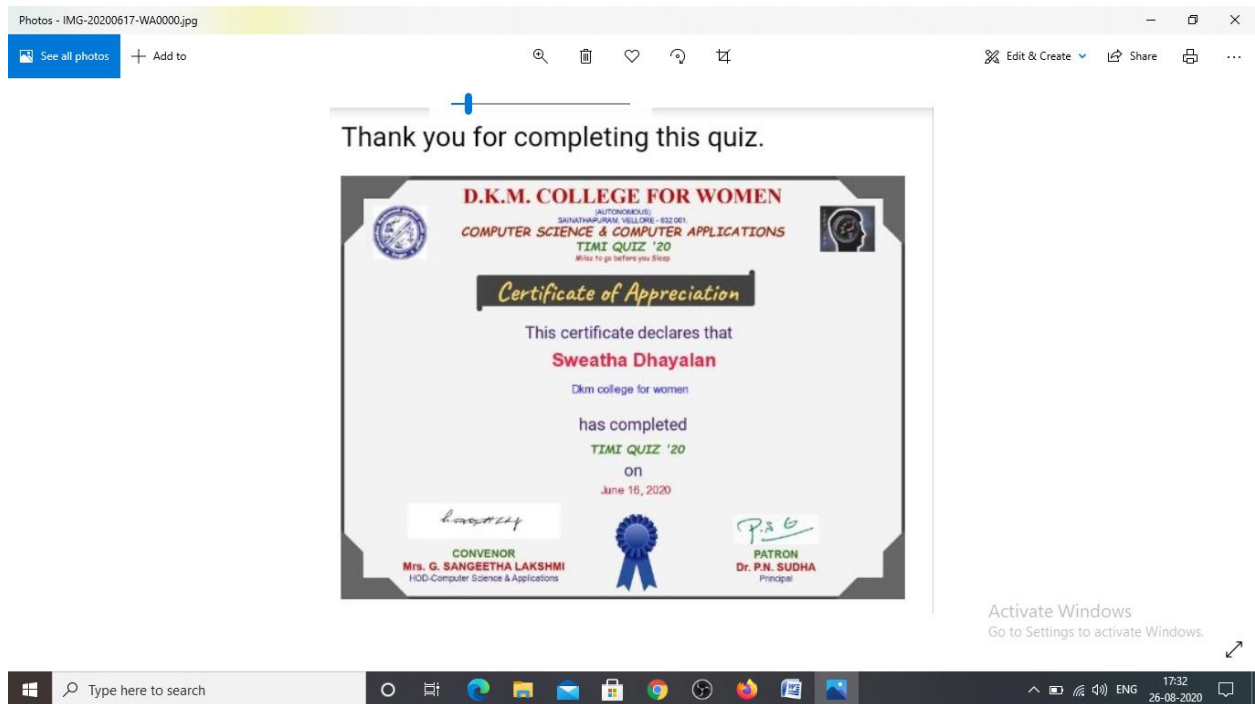 Photos - IMG-20200617-WA0000.jpg
See all photos
Add to
Edit & Create
Share
Thank you for completing this quiz.
D.K.M. COLLEGE FOR WOMEN
(AUTONOMOUS)
SAINATHAPURAM, VELLORE - 632 001.
COMPUTER SCIENCE & COMPUTER APPLICATIONS
TIMI QUIZ '20
Miles to go before you Sleep
Certificate of Appreciation
This certificate declares that
Sweatha Dhayalan
Dkm college for women
has completed
TIMI QUIZ '20
on
June 16, 2020
CONVENOR
Mrs. G. SANGEETHA LAKSHMI
HOD-Computer Science & Applications
P.S
PATRON
Dr. P.N. SUDHA
Principal
Activate Windows
Go to Settings to activate Windows.
Type here to search
ENG
17:32
26-08-2020